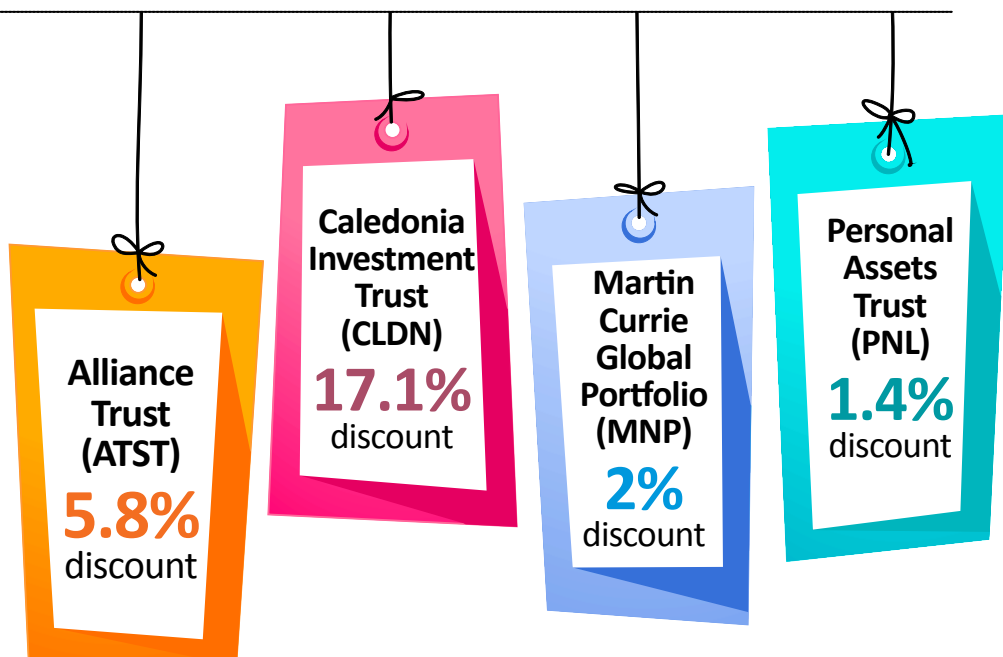 Alliance
Trust
(ATST)
5.8%
discount
Caledonia
Investment
Trust
(CLDN)
17.1%
discount
Martin
Currie
Global
Portfolio
(MNP)
2%
discount
Personal
Assets
Trust
(PNL)
1.4%
discount